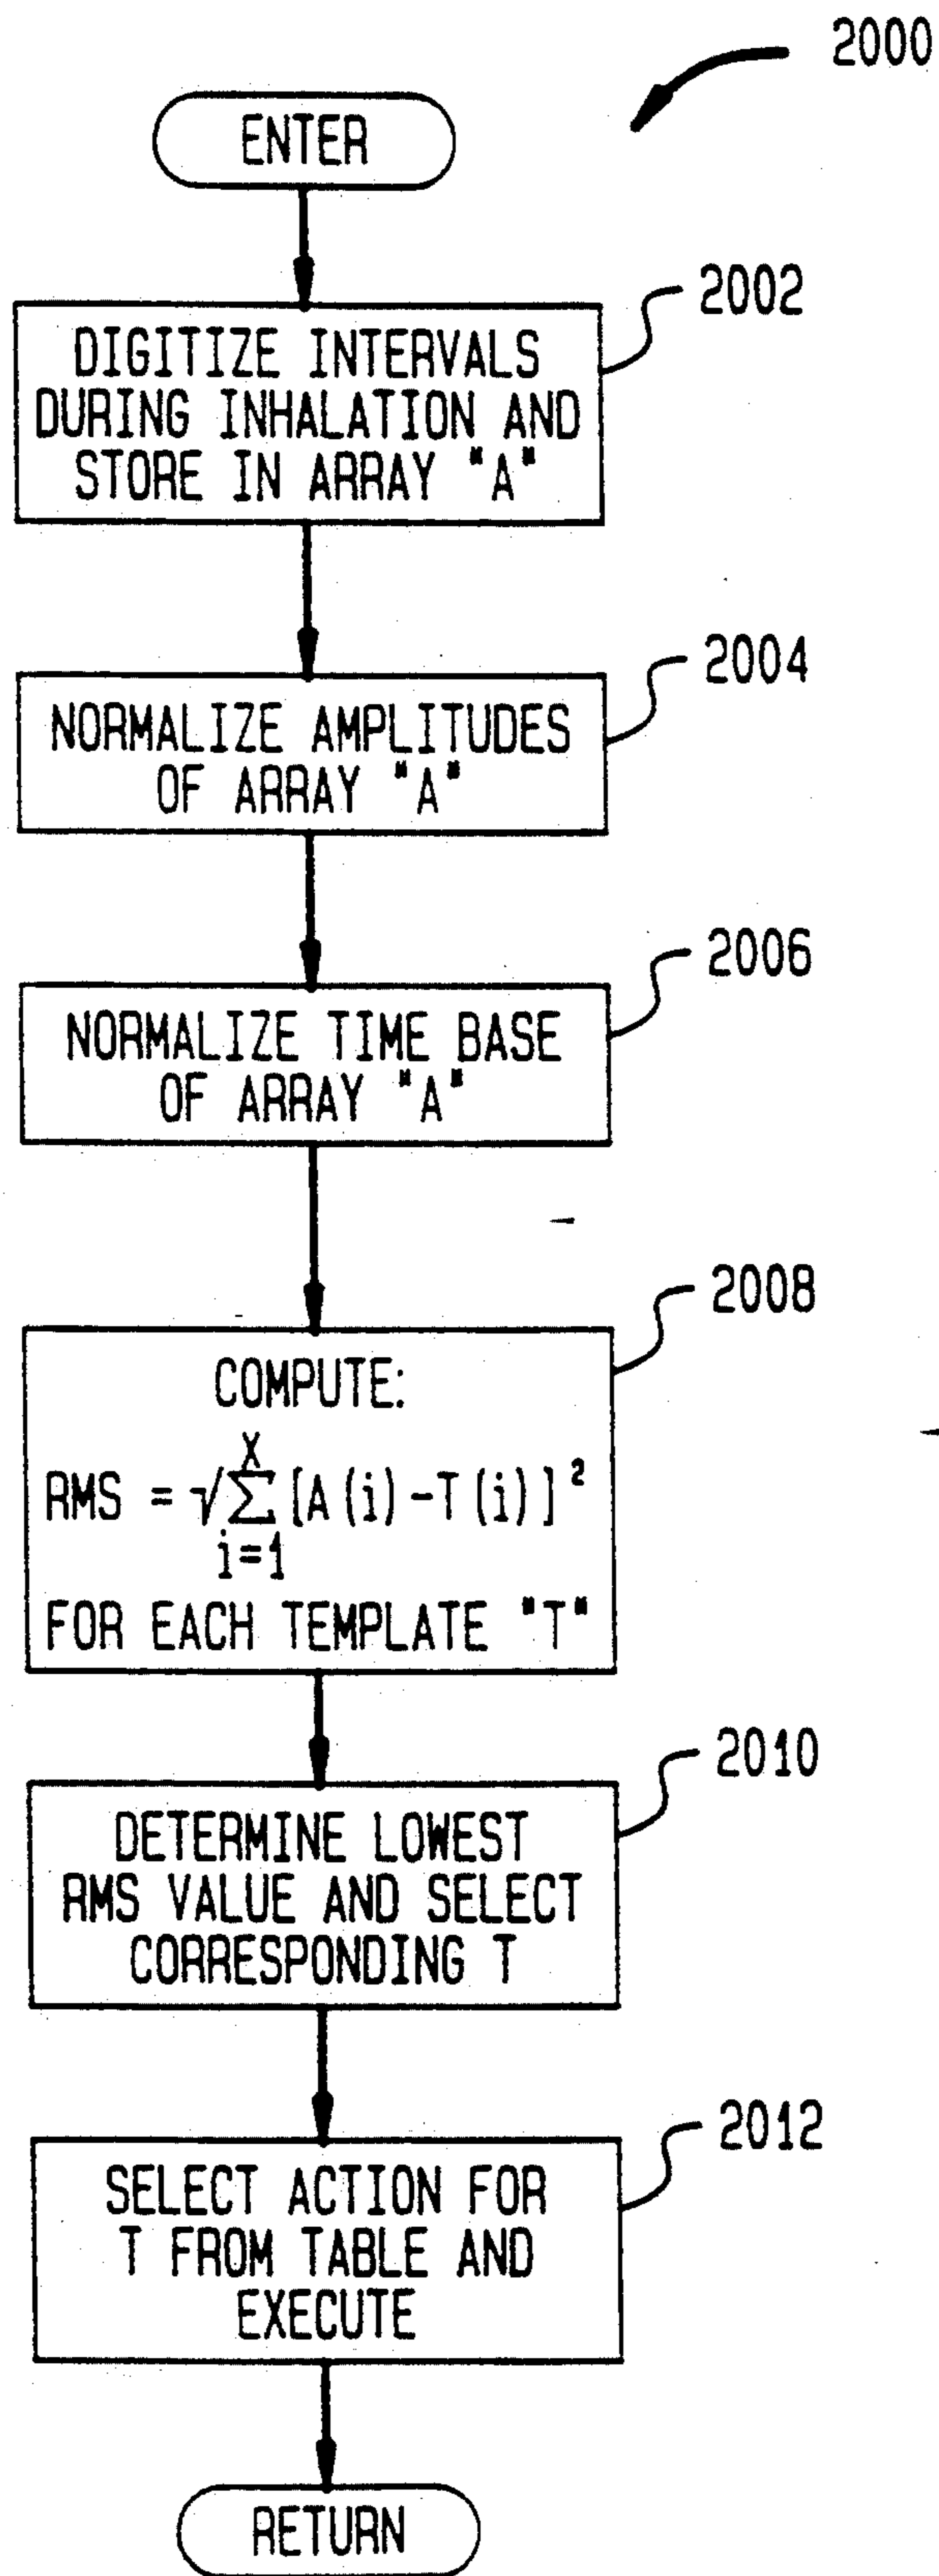 2000
ENTER
2002
DIGITIZE INTERVALS
DURING INHALATION AND
STORE IN ARRAY "A"
2004
NORMALIZE AMPLITUDES
OF ARRAY "A"
2006
NORMALIZE TIME BASE
OF ARRAY "A"
2008
COMPUTE:
X
RMS = √∑ [A(i)-T(i)]²
i=1
FOR EACH TEMPLATE "T"
2010
DETERMINE LOWEST
RMS VALUE AND SELECT
CORRESPONDING T
2012
SELECT ACTION FOR
T FROM TABLE AND
EXECUTE
RETURN